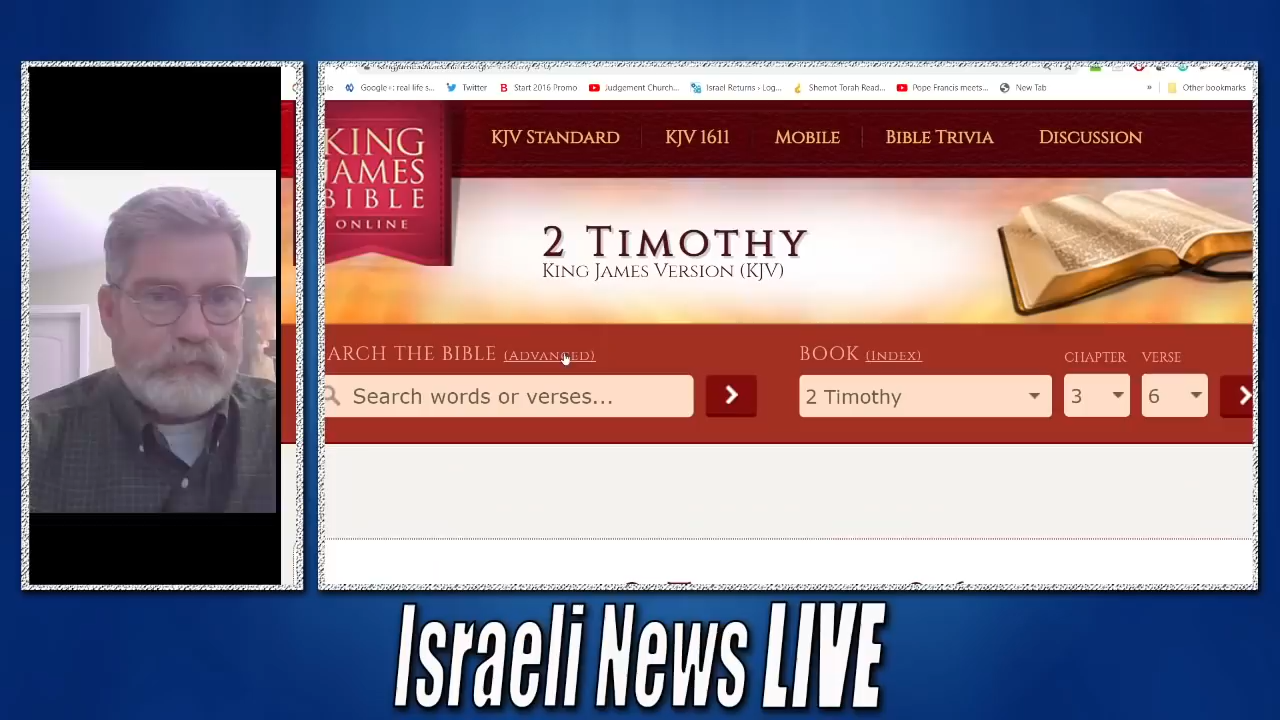 Google+: real life s...
Twitter
Start 2016 Promo
Judgement Church...
Israel Returns › Log...
Shemot Torah Read...
Pope Francis meets...
New Tab
»
Other bookmarks
KING
JAMES
BIBLE
ONLINE
KJV STANDARD
KJV 1611
MOBILE
BIBLE TRIVIA
DISCUSSION
2 TIMOTHY
KING JAMES VERSION (KJV)
ARCH THE BIBLE (ADVANCED)
BOOK (INDEX)
CHAPTER
VERSE
Search words or verses...
2 Timothy
3
6
Israeli News LIVE